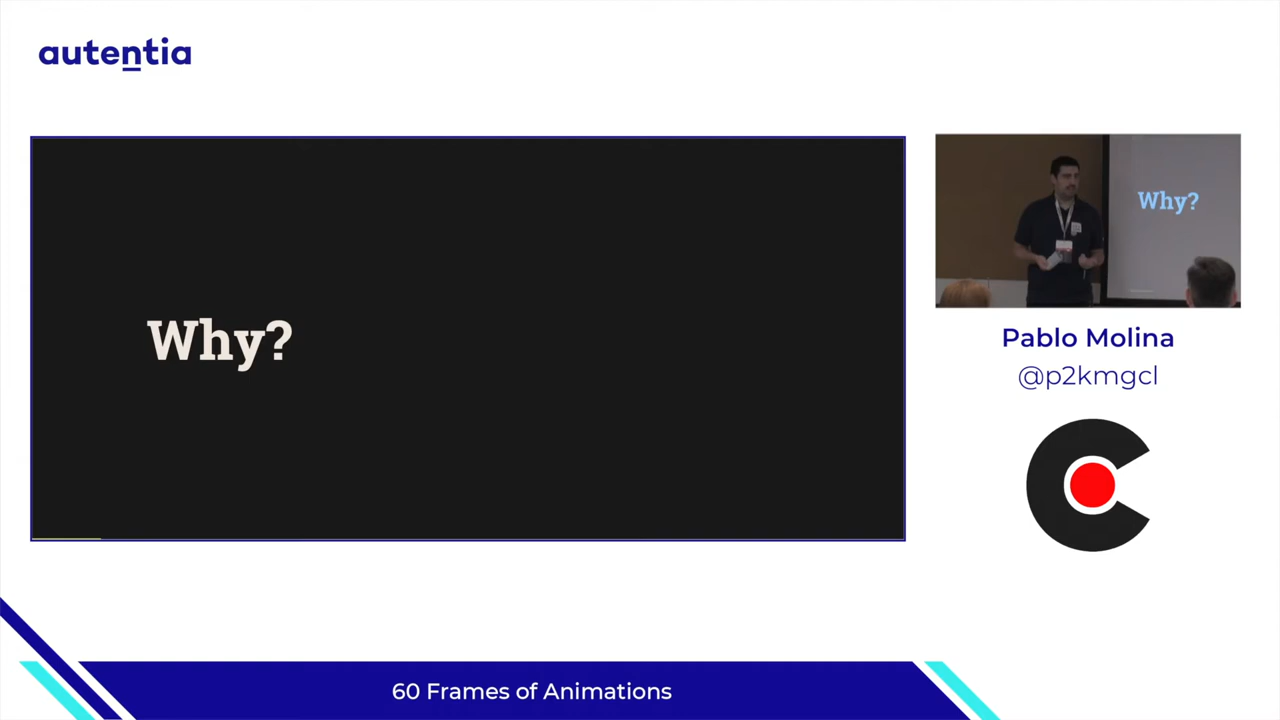 autentia
Why?
Why?
Pablo Molina
@p2kmgcl
60 Frames of Animations